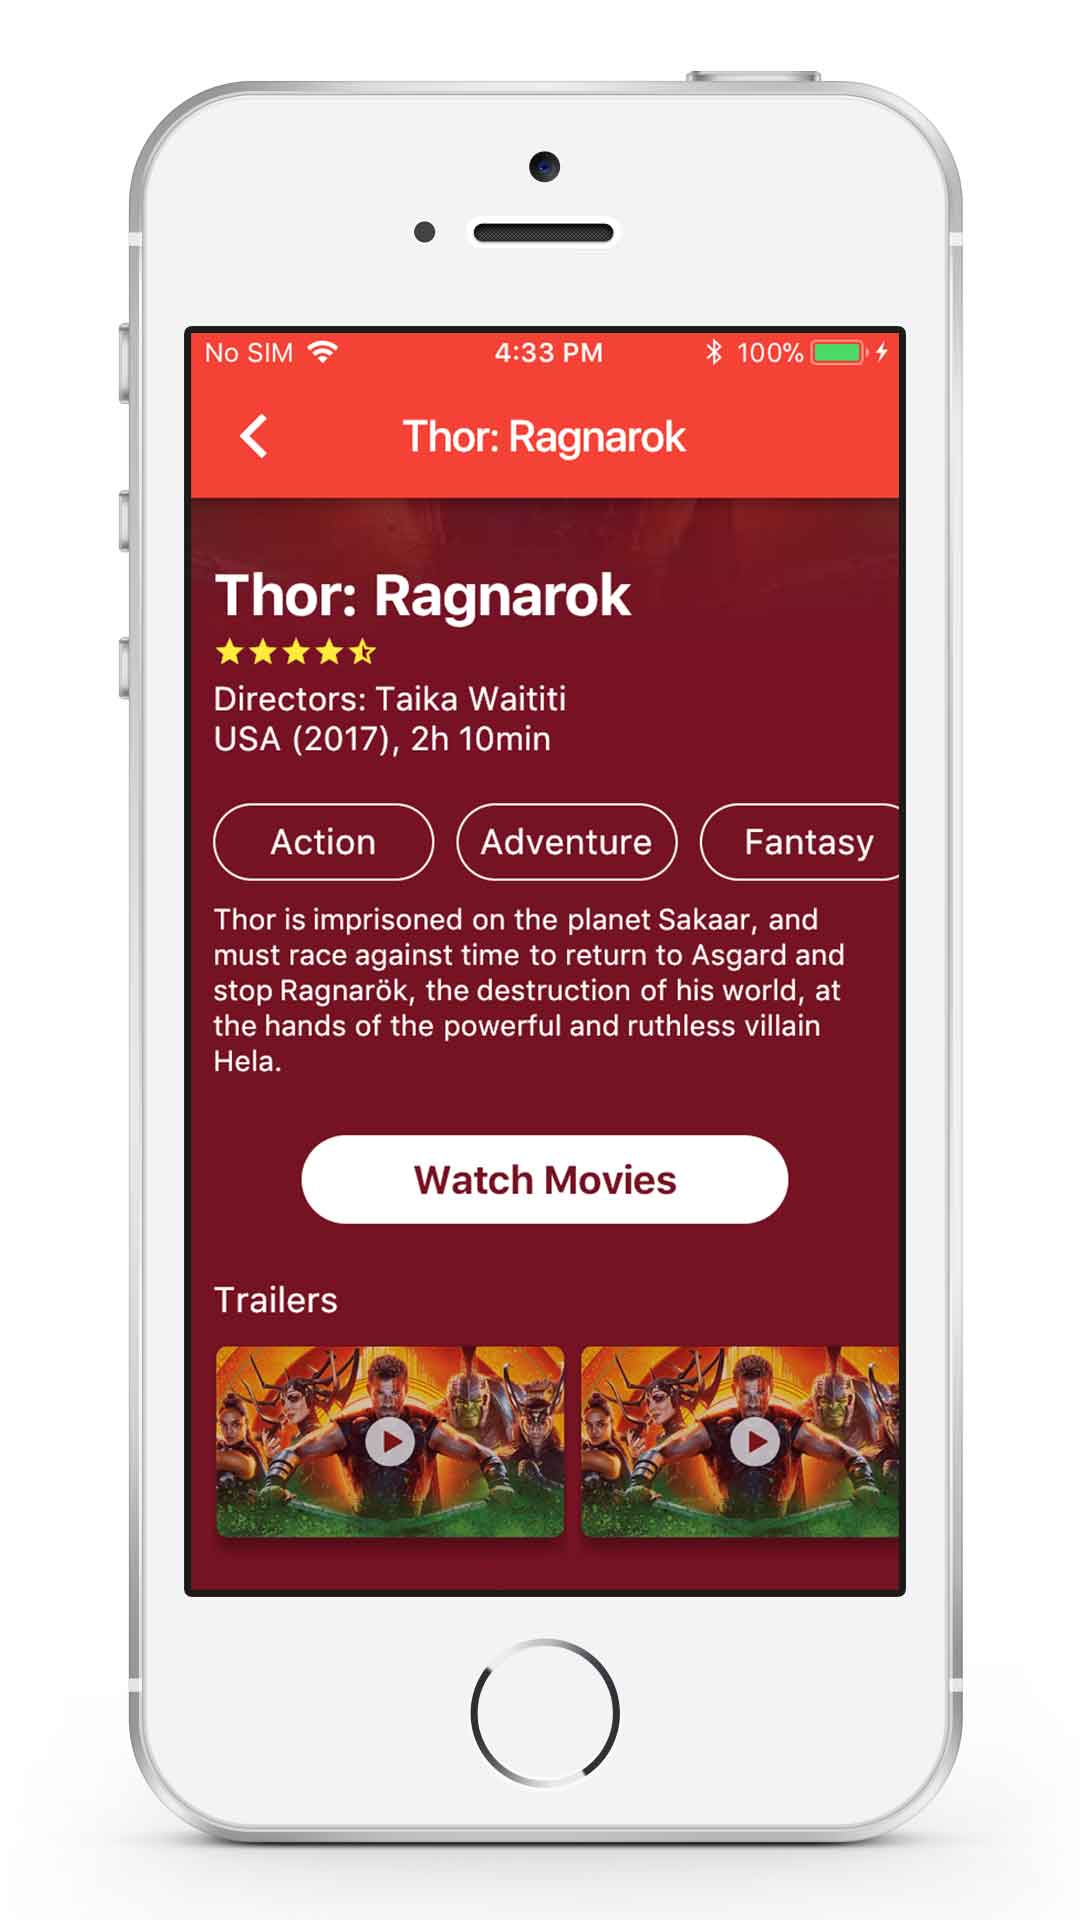 No SIM 4:33 PM 100%
Thor: Ragnarok
Thor: Ragnarok
Directors: Taika Waititi
USA (2017), 2h 10min
Action Adventure Fantasy
Thor is imprisoned on the planet Sakaar, and
must race against time to return to Asgard and
stop Ragnarök, the destruction of his world, at
the hands of the powerful and ruthless villain
Hela.
Watch Movies
Trailers